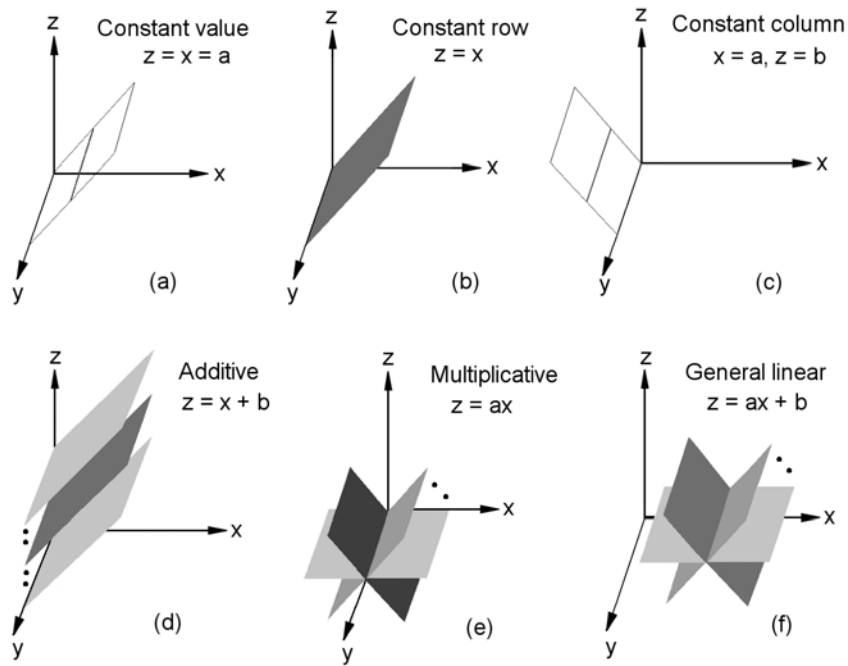 z
Constant value
z = x = a
x
y
(a)
z
Constant row
z = x
x
y
(b)
z
Constant column
x = a, z = b
x
y
(c)
z
Additive
z = x + b
x
y
(d)
z
Multiplicative
z = ax
x
y
(e)
z
General linear
z = ax + b
x
y
(f)